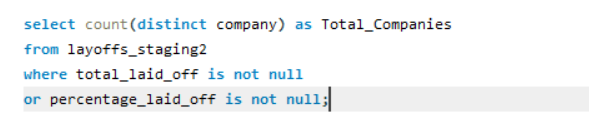 select count(distinct company) as Total_Companies
from layoffs_staging2
where total_laid_off is not null
or percentage_laid_off is not null;